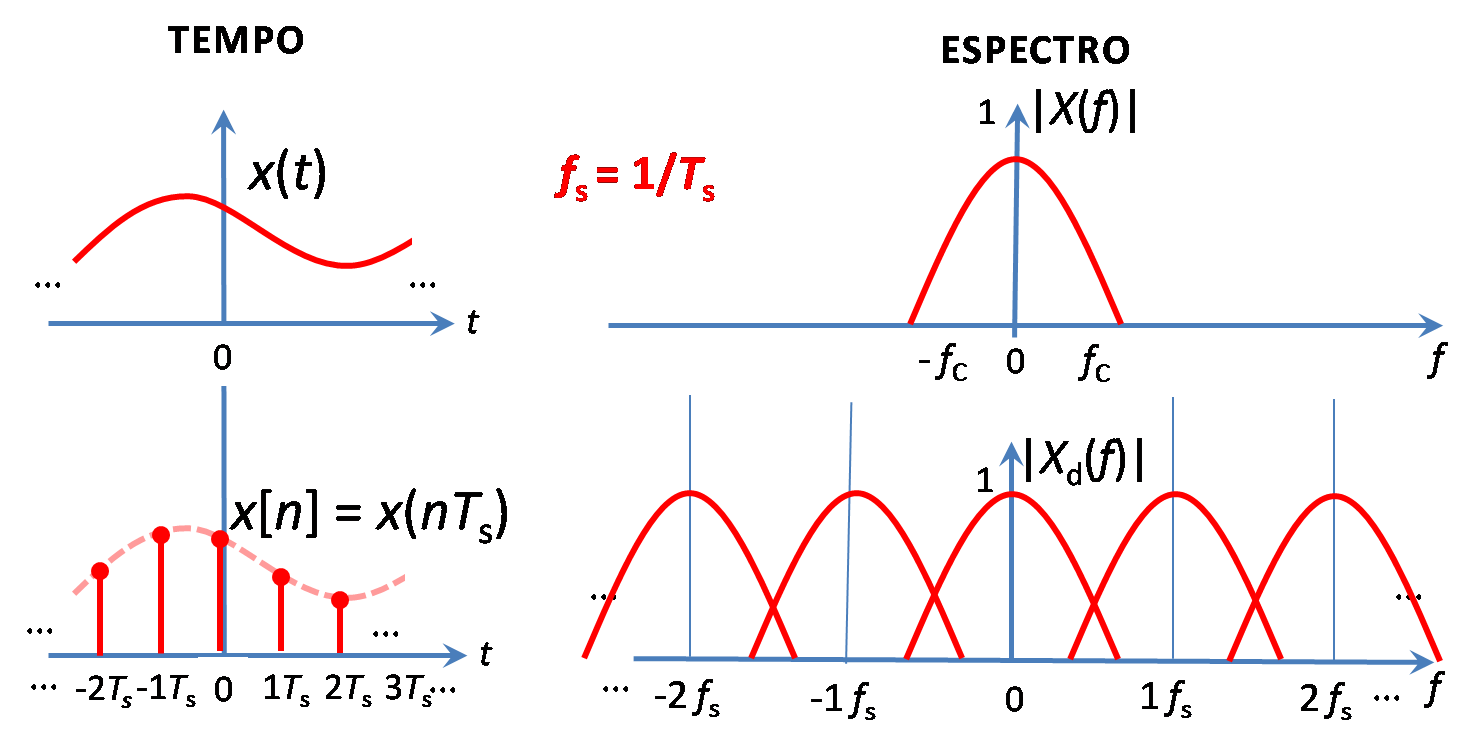 TEMPO
x(t)
...
...
t
0
fs = 1/Ts
ESPECTRO
1
|X(f)|
-fC
0
fC
f
x[n] = x(nTs)
...
...
t
...
-2Ts
-1Ts
0
1Ts
2Ts
3Ts
...
1
|Xd(f)|
...
...
...
-2fs
-1fs
0
1fs
2fs
...
f